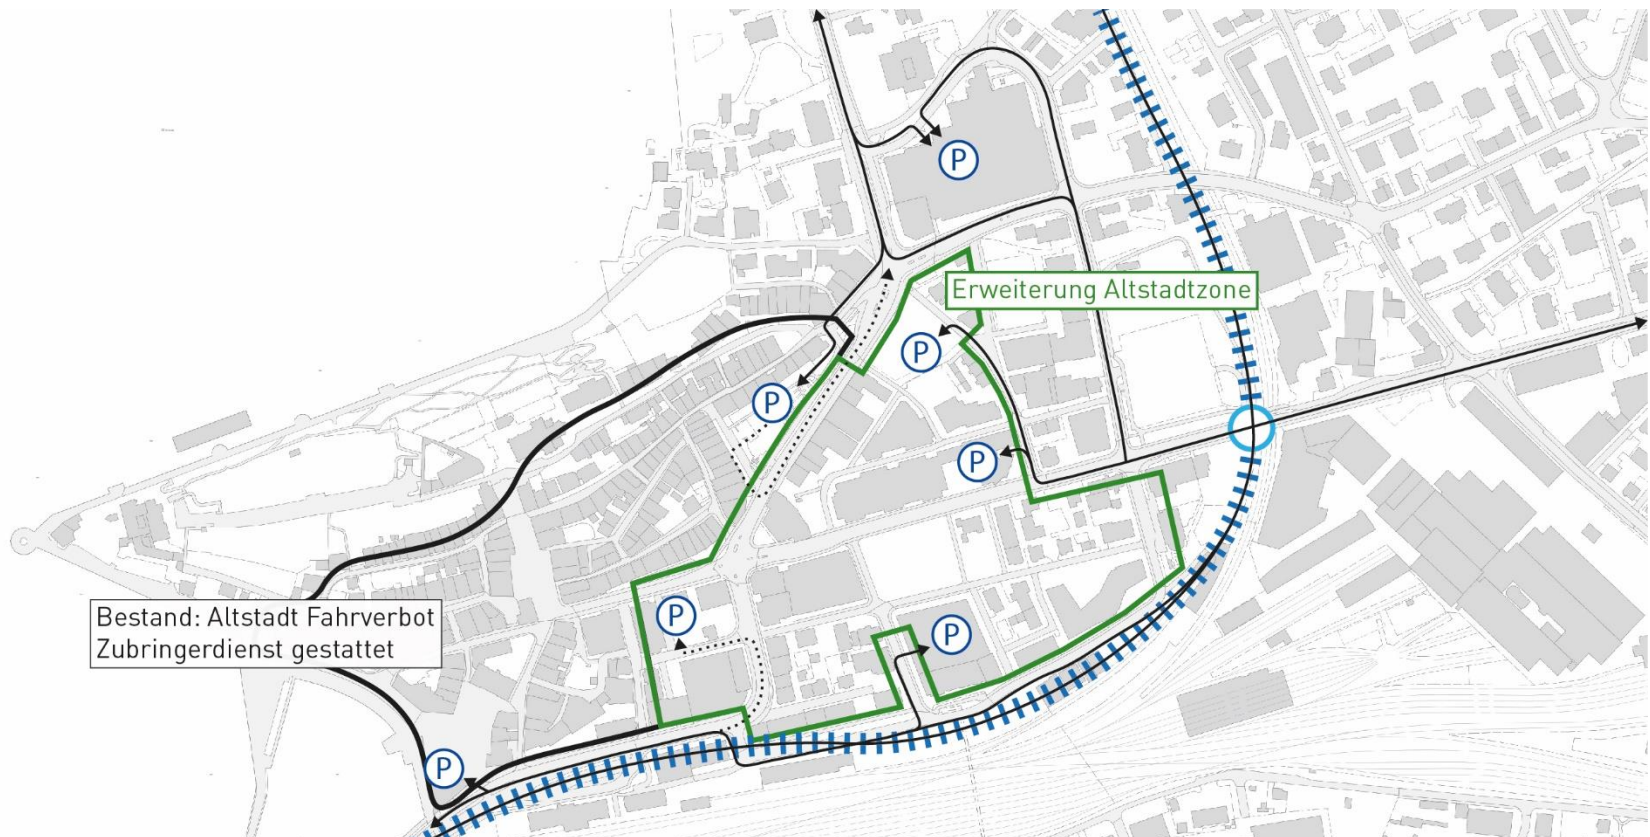 P
Erweiterung Altstadtzone
P
P
P
Bestand: Altstadt Fahrverbot
Zubringerdienst gestattet
P
P
P